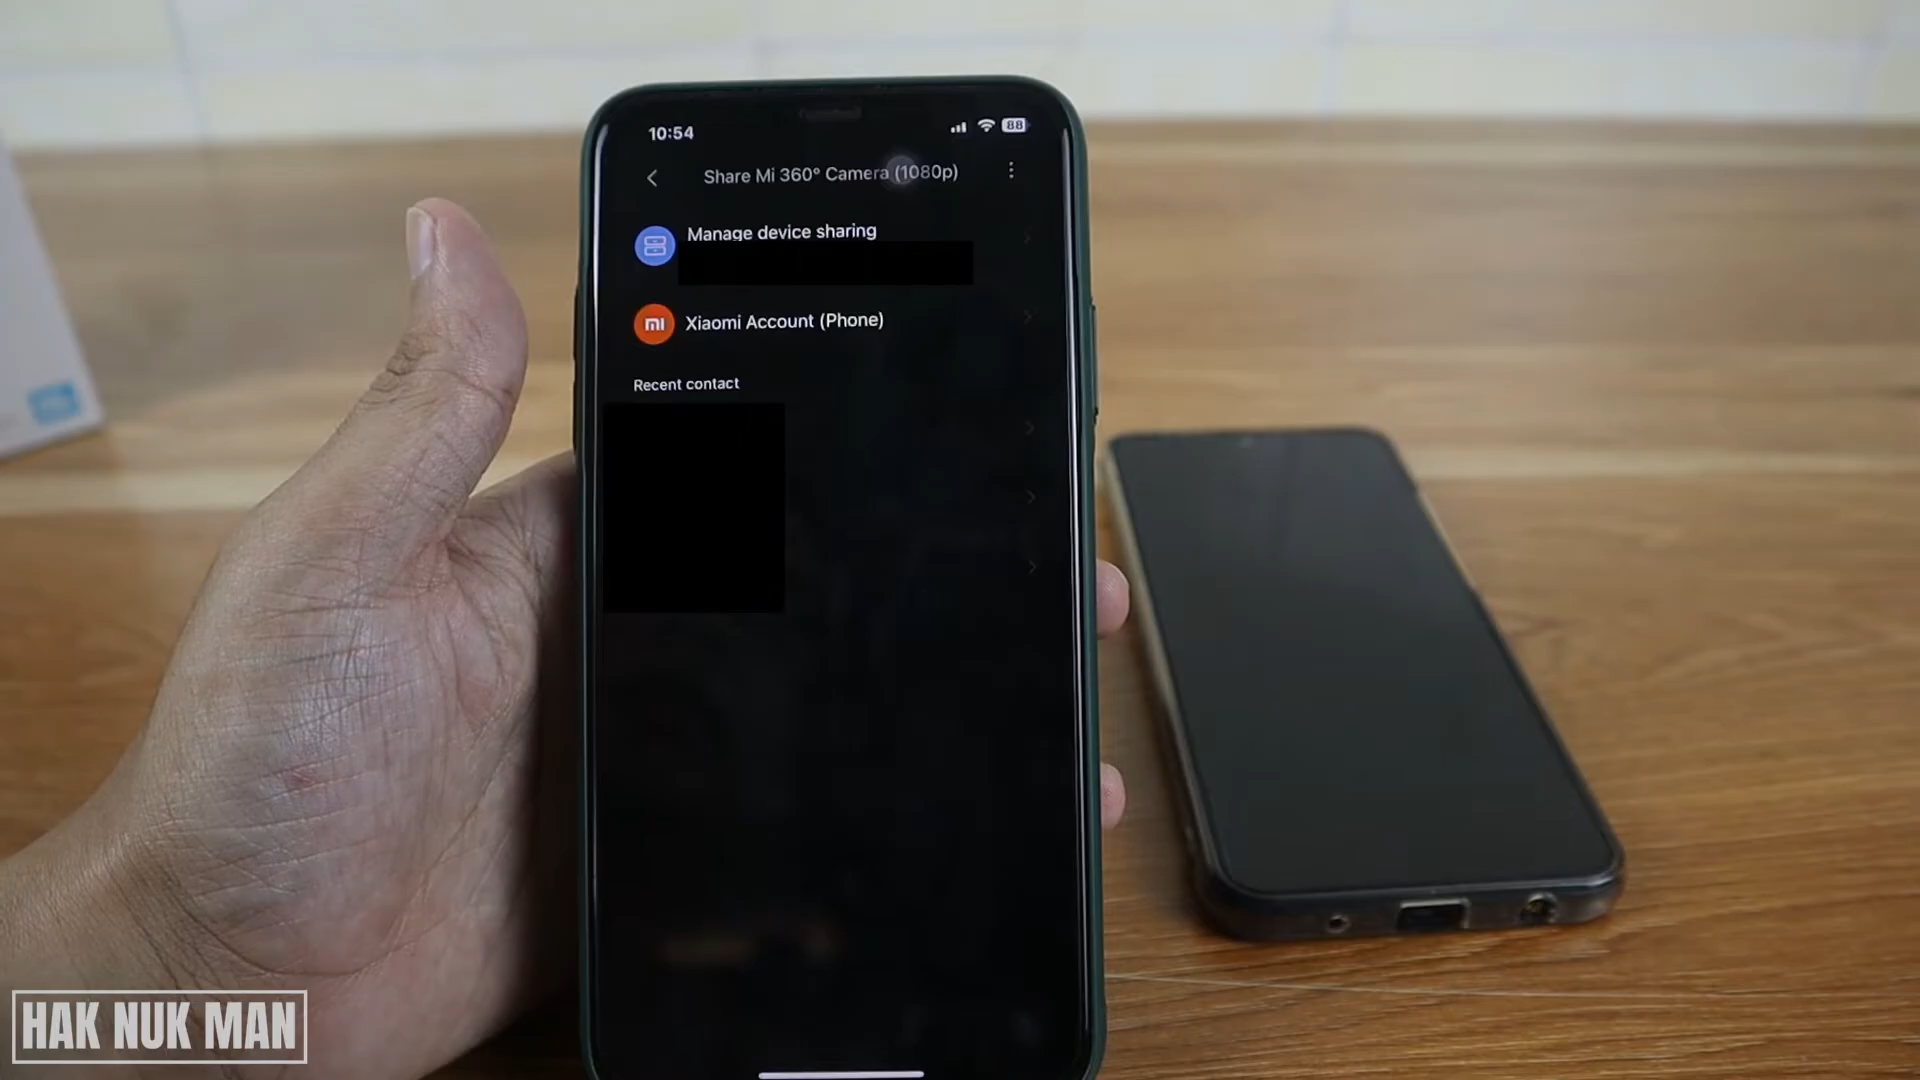 10:54
88
Share Mi 360° Camera (1080p)
Manage device sharing
mi
Xiaomi Account (Phone)
Recent contact
HAK NUK MAN